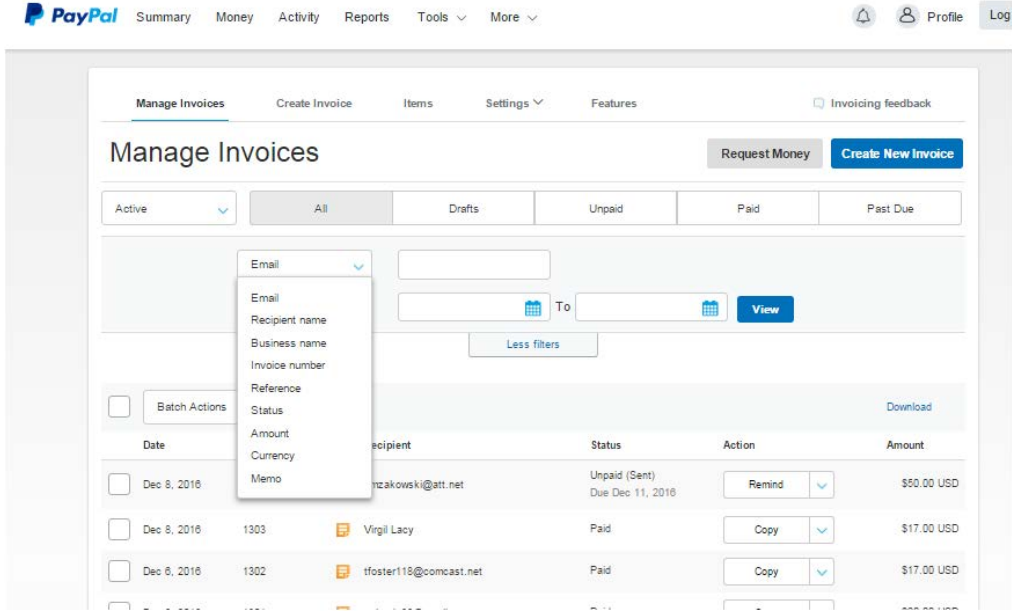 PayPal Summary Money Activity Reports Tools More Profile Log
Manage Invoices Create Invoice Items Settings Features Invoicing feedback
Manage Invoices Request Money Create New Invoice
Active All Drafts Unpaid Paid Past Due
Email
Email
Recipient name
Business name
Invoice number
Reference
Status
Amount
Currency
Memo
To View
Less filters
Batch Actions Download
Date ecipient Status Action Amount
Dec 8, 2016 mzakowski@att.net Unpaid (Sent) Remind $50.00 USD
Due Dec 11, 2016
Dec 8, 2016 1303 Virgil Lacy Paid Copy $17.00 USD
Dec 6, 2016 1302 tfoster118@comcast.net Paid Copy $17.00 USD